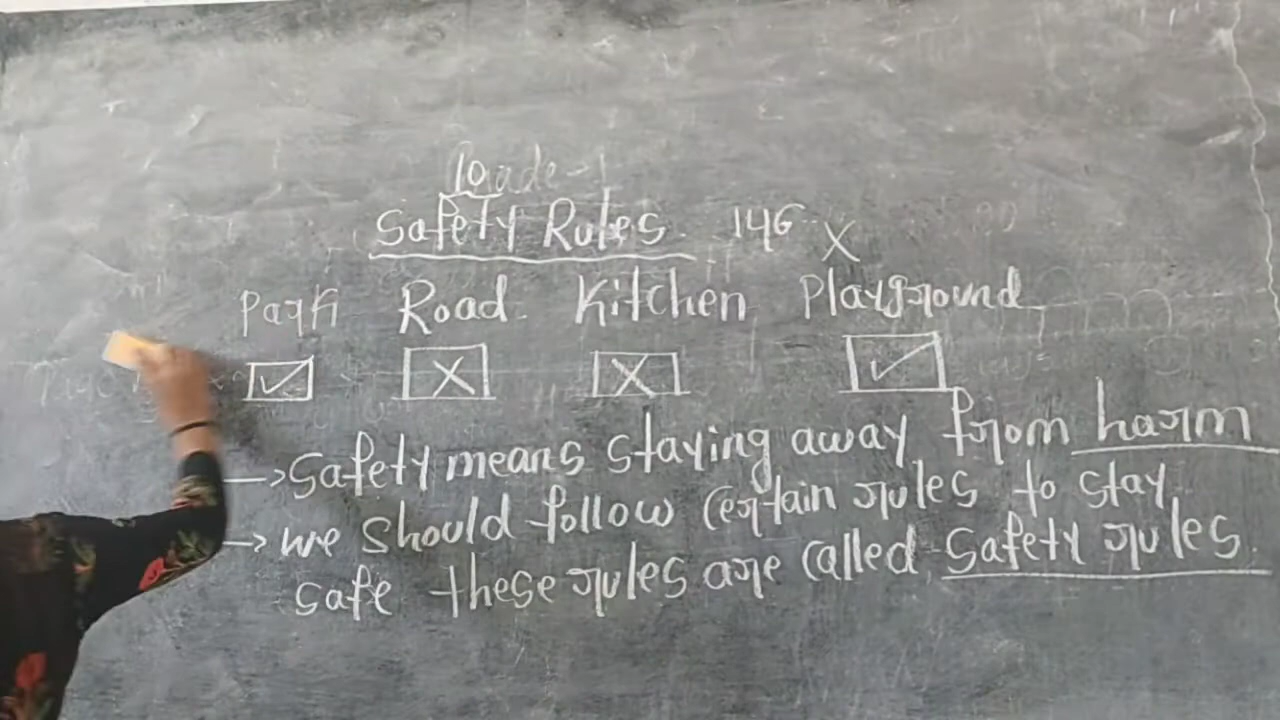 Grade-1
Safety Rules. 146 X
Park Road Kitchen Playground
✓ X X ✓
→ Safety means staying away from harm
→ we should follow certain rules to stay
safe these rules are called safety rules.